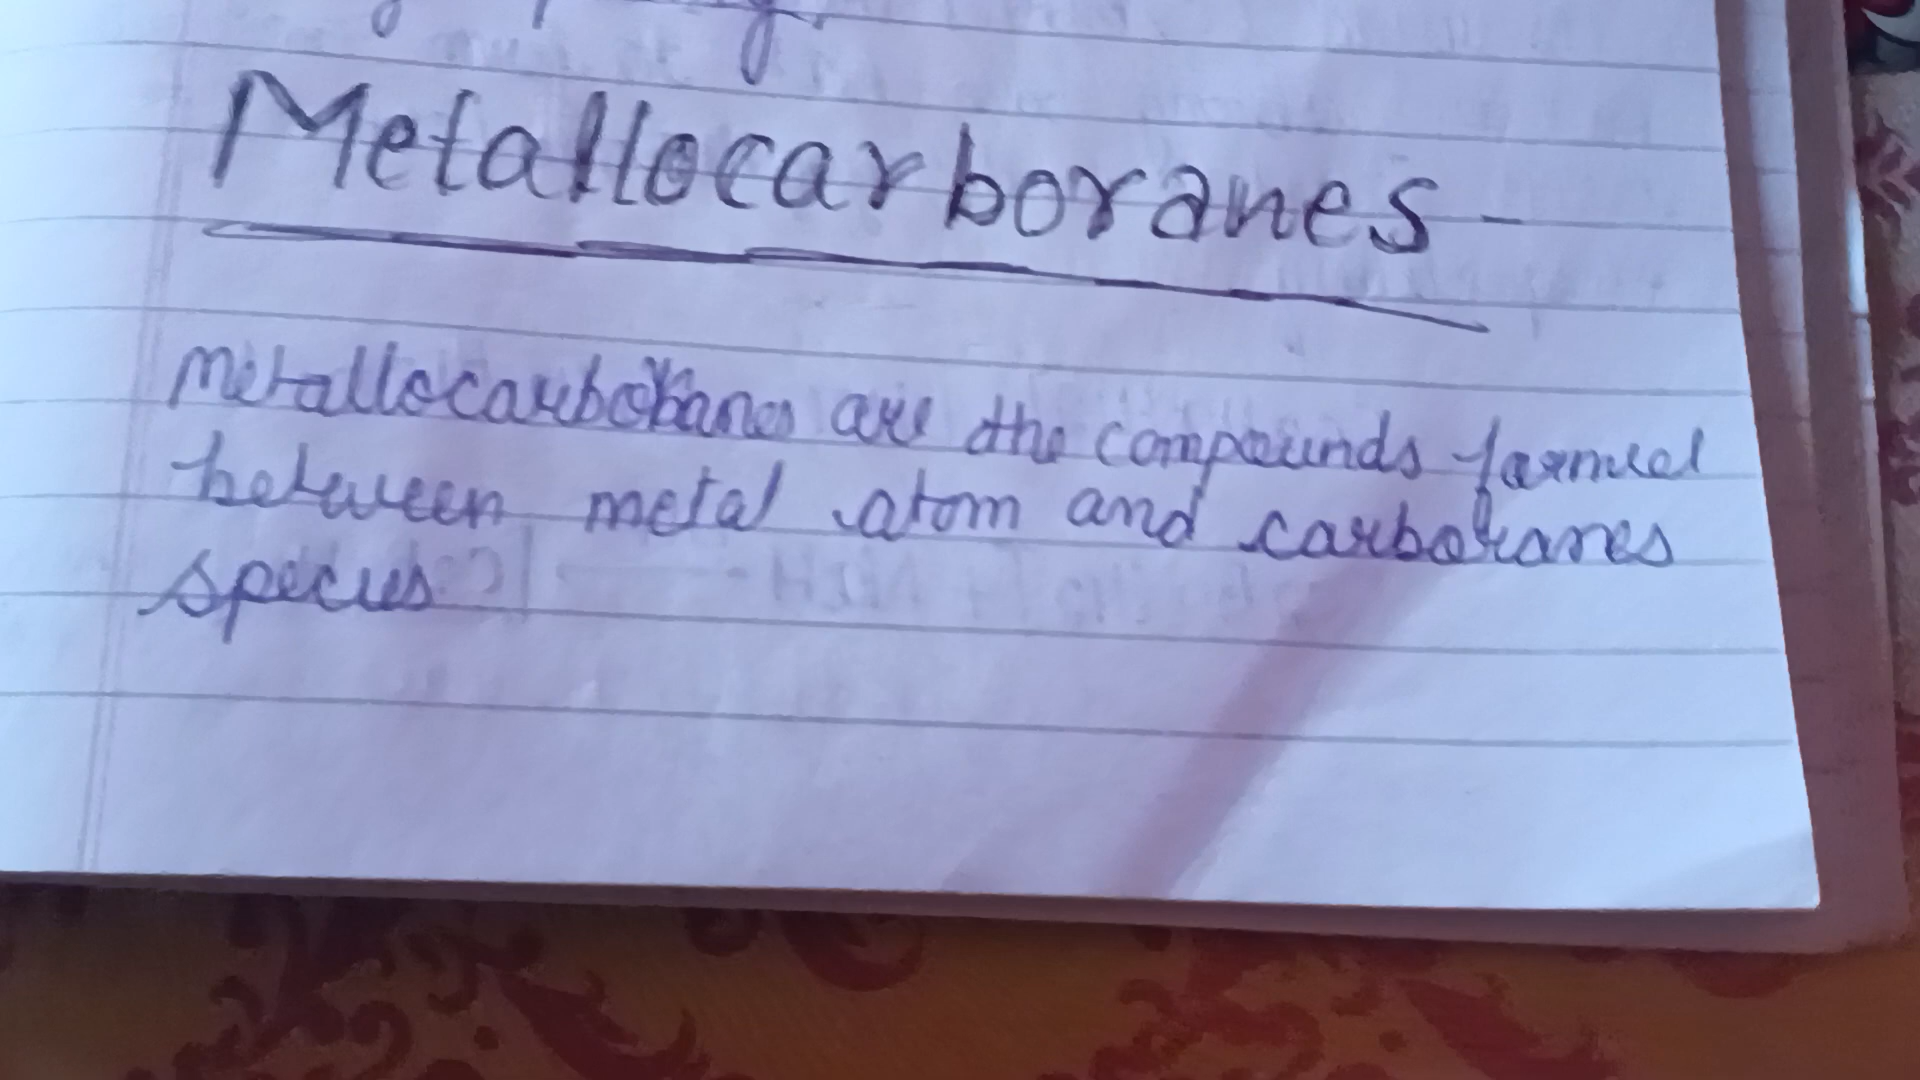 Metallocarboranes -
Metallocarboranes are the compounds formed
between metal atom and carboranes
species